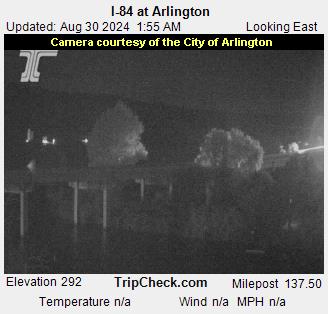 I-84 at Arlington
Updated: Aug 30 2024 1:55 AM Looking East
Camera courtesy of the City of Arlington
Elevation 292 TripCheck.com Milepost 137.50
Temperature n/a Wind n/a MPH n/a